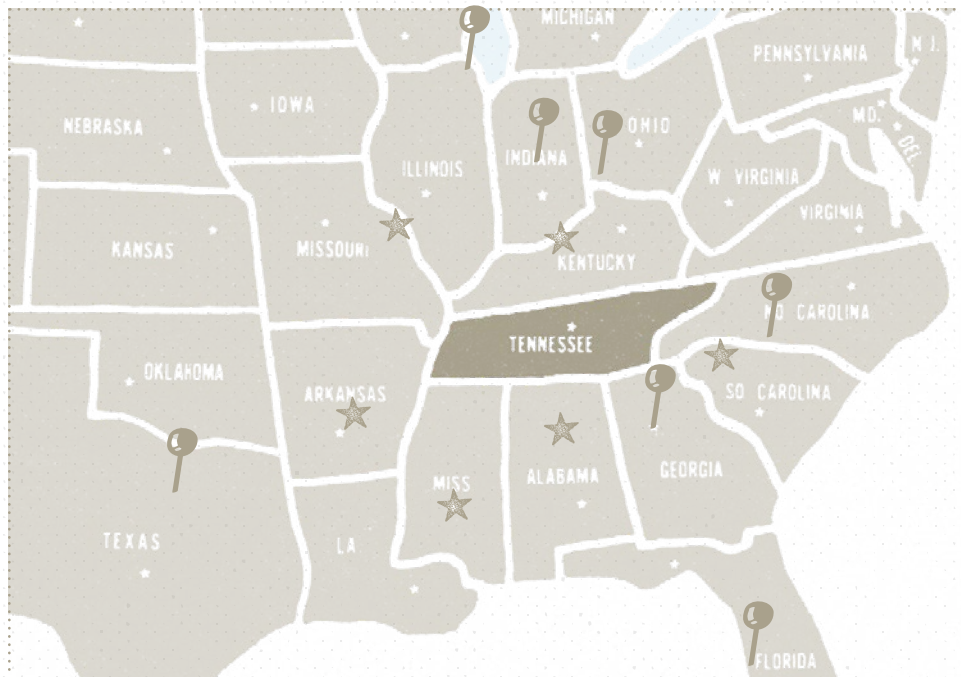 MICHIGAN
PENNSYLVANIA
N J.
IOWA
NEBRASKA
OHIO
MD.
DEL
ILLINOIS
INDIANA
W VIRGINIA
VIRGINIA
KANSAS
MISSOURI
KENTUCKY
NO CAROLINA
TENNESSEE
OKLAHOMA
ARKANSAS
SO CAROLINA
GEORGIA
ALABAMA
MISS
TEXAS
LA
FLORIDA